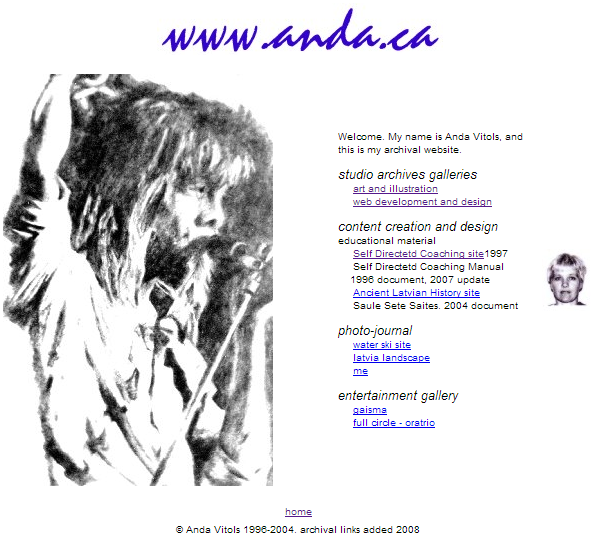 www.anda.ca
Welcome. My name is Anda Vitols, and
this is my archival website.
studio archives galleries
art and illustration
web development and design
content creation and design
educational material
Self Directetd Coaching site1997
Self Directetd Coaching Manual
1996 document, 2007 update
Ancient Latvian History site
Saule Sete Saites. 2004 document
photo-journal
water ski site
latvia landscape
me
entertainment gallery
gaisma
full circle - oratrio
home
© Anda Vitols 1996-2004. archival links added 2008